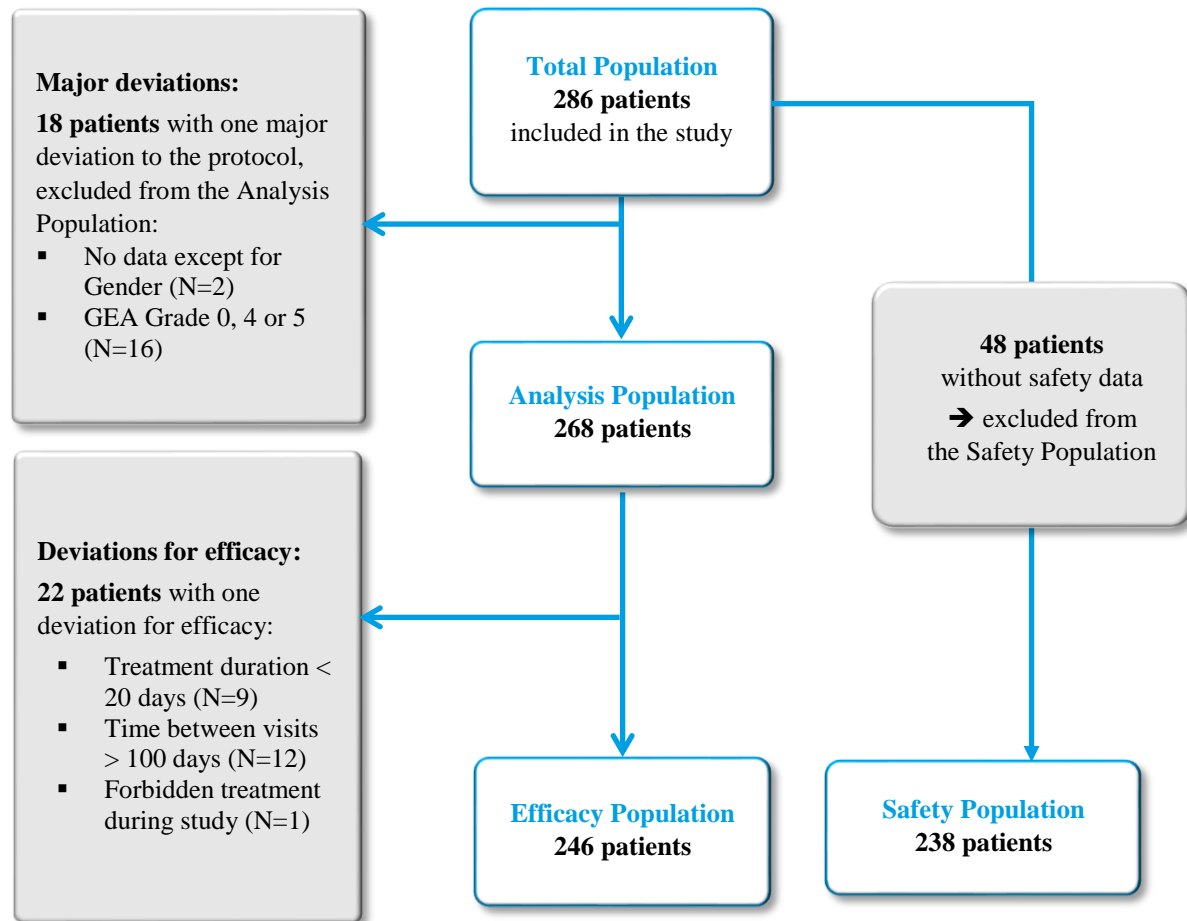 Total Population
286 patients
included in the study
Major deviations:
18 patients with one major
deviation to the protocol,
excluded from the Analysis
Population:
▪ No data except for
Gender (N=2)
▪ GEA Grade 0, 4 or 5
(N=16)
48 patients
without safety data
➔ excluded from
the Safety Population
Analysis Population
268 patients
Deviations for efficacy:
22 patients with one
deviation for efficacy:
▪ Treatment duration <
20 days (N=9)
▪ Time between visits
> 100 days (N=12)
▪ Forbidden treatment
during study (N=1)
Efficacy Population
246 patients
Safety Population
238 patients